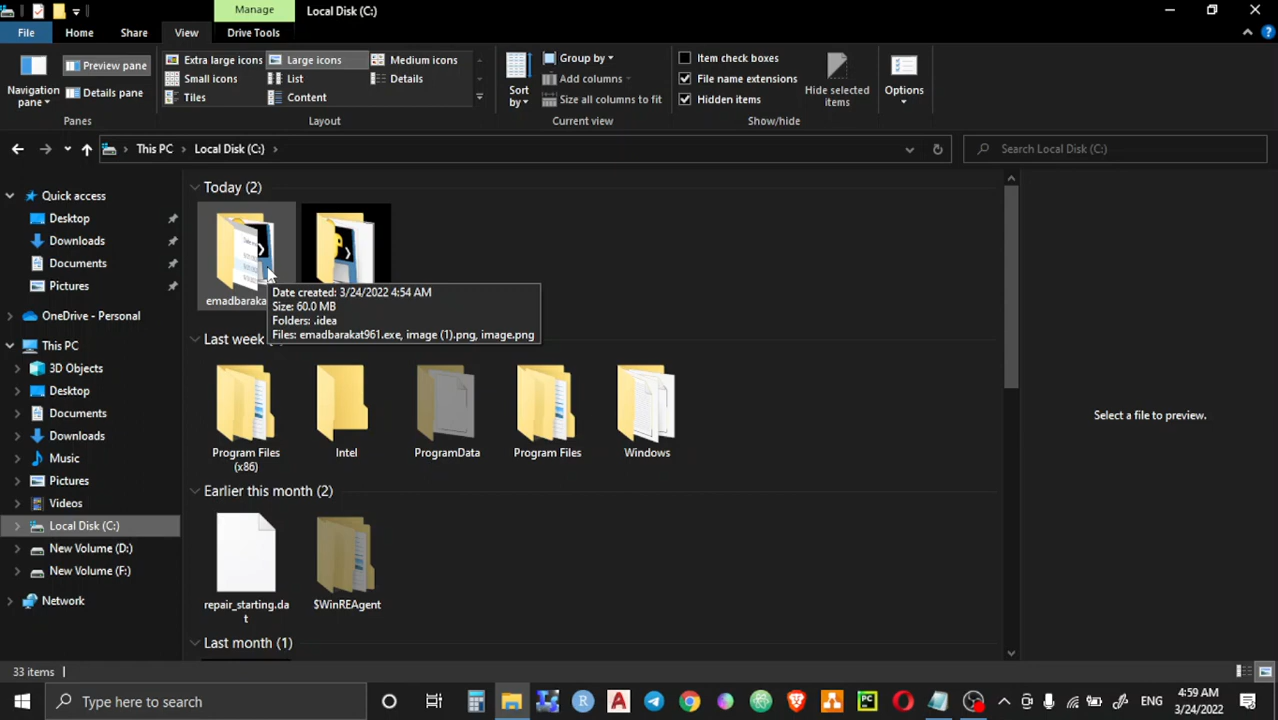 Manage
Local Disk (C:)
File
Home
Share
View
Drive Tools
Navigation pane
Preview pane
Details pane
Panes
Extra large icons
Large icons
Medium icons
Small icons
List
Details
Tiles
Content
Layout
Sort by
Group by
Add columns
Size all columns to fit
Current view
Item check boxes
File name extensions
Hidden items
Hide selected items
Show/hide
Options
This PC > Local Disk (C:) >
Search Local Disk (C:)
Quick access
Desktop
Downloads
Documents
Pictures
OneDrive - Personal
This PC
3D Objects
Desktop
Documents
Downloads
Music
Pictures
Videos
Local Disk (C:)
New Volume (D:)
New Volume (F:)
Network
Today (2)
Date created: 3/24/2022 4:54 AM
Size: 60.0 MB
Folders: .idea
Files: emadbarakat961.exe, image (1).png, image.png
Last week
Program Files (x86)
Intel
ProgramData
Program Files
Windows
Earlier this month (2)
repair_starting.da
t
$WinREAgent
Last month (1)
Select a file to preview.
33 items
Type here to search
PC
ENG
4:59 AM
3/24/2022